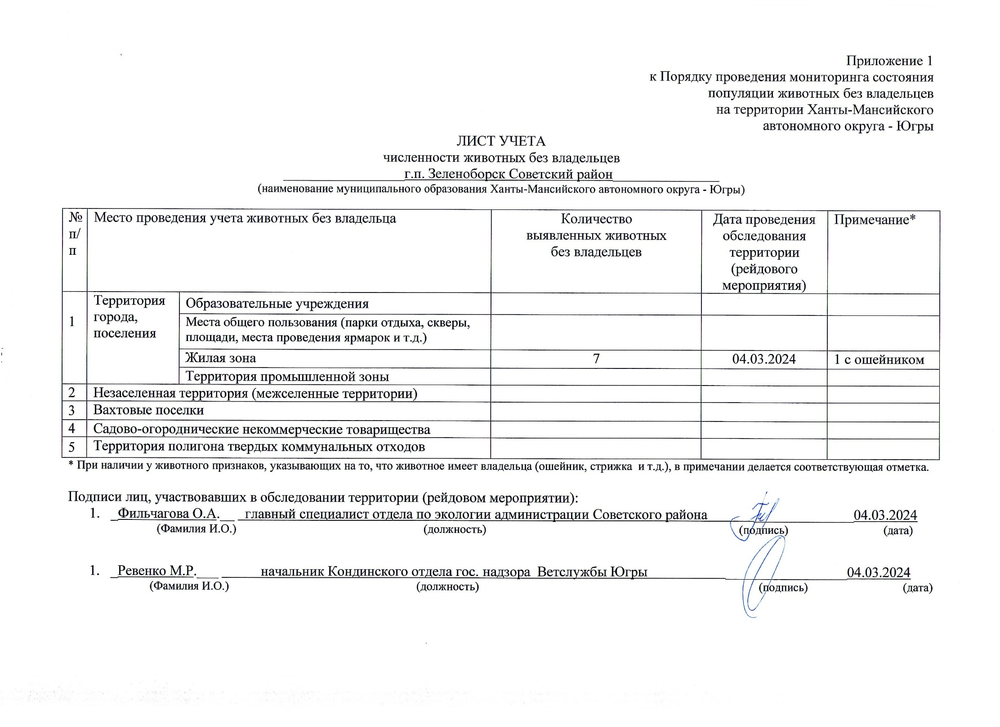 Приложение 1
к Порядку проведения мониторинга состояния
популяции животных без владельцев
на территории Ханты-Мансийского
автономного округа - Югры
ЛИСТ УЧЕТА
численности животных без владельцев
г.п. Зеленоборск Советский район
(наименование муниципального образования Ханты-Мансийского автономного округа - Югры)
№ п/п Место проведения учета животных без владельца
Количество
выявленных животных
без владельцев
Дата проведения
обследования
территории
(рейдового
мероприятия)
Примечание*
1
Территория
города,
поселения
Образовательные учреждения
Места общего пользования (парки отдыха, скверы,
площади, места проведения ярмарок и т.д.)
Жилая зона 7 04.03.2024 1 с ошейником
Территория промышленной зоны
2 Незаселенная территория (межселенные территории)
3 Вахтовые поселки
4 Садово-огороднические некоммерческие товарищества
5 Территория полигона твердых коммунальных отходов
* При наличии у животного признаков, указывающих на то, что животное имеет владельца (ошейник, стрижка и т.д.), в примечании делается соответствующая отметка.
Подписи лиц, участвовавших в обследовании территории (рейдовом мероприятии):
1. Фильчагова О.А. главный специалист отдела по экологии администрации Советского района 04.03.2024
(Фамилия И.О.) (должность) (подпись) (дата)
1. Ревенко М.Р. начальник Кондинского отдела гос. надзора Ветслужбы Югры 04.03.2024
(Фамилия И.О.) (должность) (подпись) (дата)